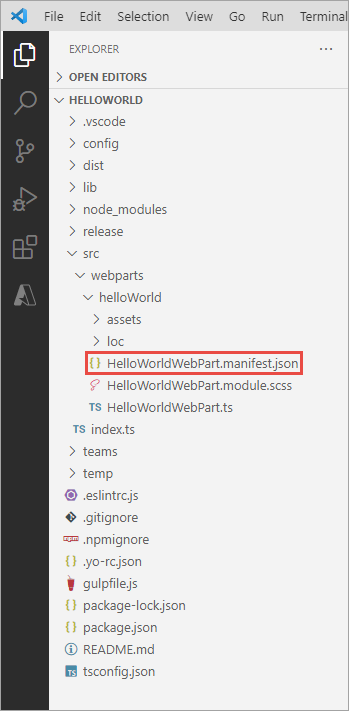 File Edit Selection View Go Run Terminal
EXPLORER ...
OPEN EDITORS
HELLOWORLD
.vscode
config
dist
lib
node_modules
release
src
webparts
helloWorld
assets
loc
{} HelloWorldWebPart.manifest.json
HelloWorldWebPart.module.scss
TS HelloWorldWebPart.ts
TS index.ts
teams
temp
.eslintrc.js
.gitignore
npm .npmignore
{} .yo-rc.json
gulpfile.js
{} package-lock.json
{} package.json
README.md
TS tsconfig.json